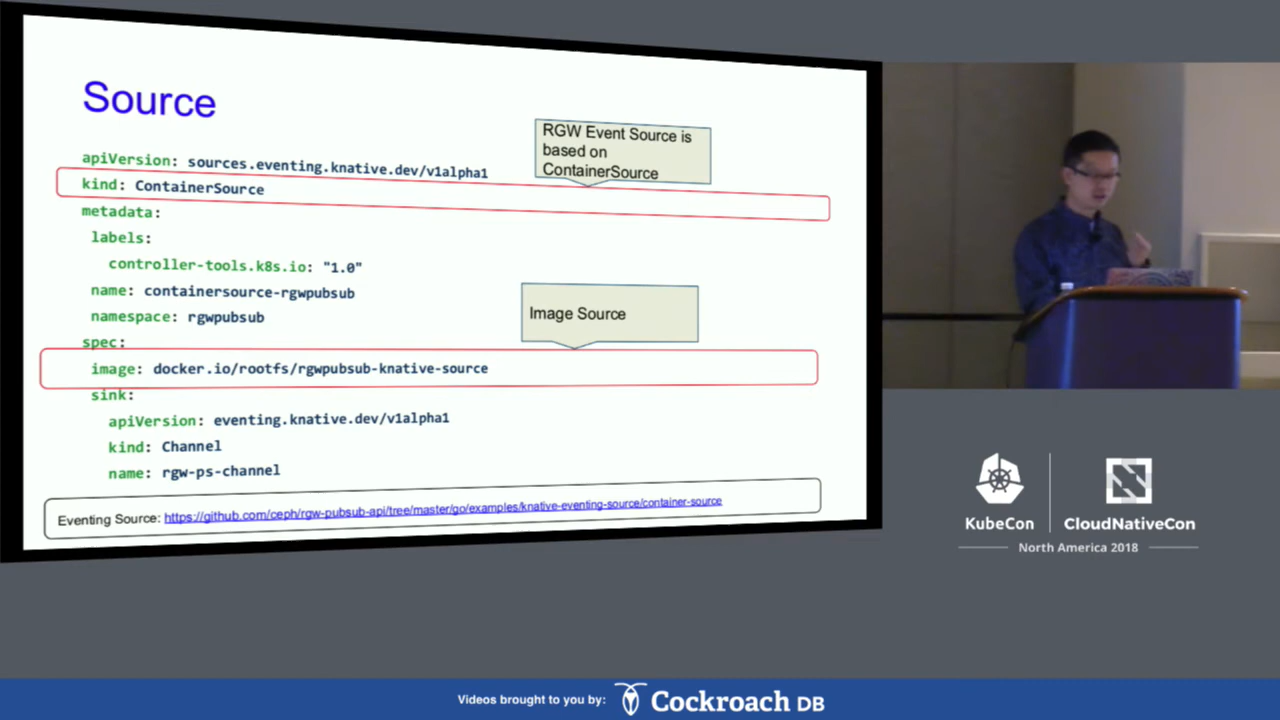 Source
apiVersion: sources.eventing.knative.dev/v1alpha1
kind: ContainerSource
metadata:
labels:
controller-tools.k8s.io: "1.0"
name: containersource-rgwpubsub
namespace: rgwpubsub
spec:
image: docker.io/rootfs/rgwpubsub-knative-source
sink:
apiVersion: eventing.knative.dev/v1alpha1
kind: Channel
name: rgw-ps-channel
RGW Event Source is
based on
ContainerSource
Image Source
Eventing Source: https://github.com/ceph/rgw-pubsub-api/tree/master/go/examples/knative-eventing-source/container-source
KubeCon
CloudNativeCon
North America 2018
Videos brought to you by:
Cockroach DB